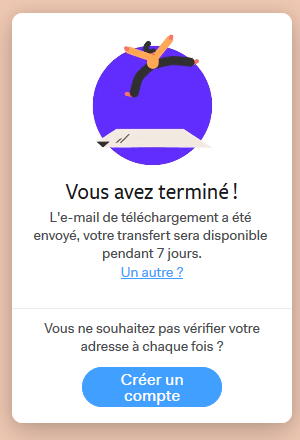 Vous avez terminé !
L'e-mail de téléchargement a été
envoyé, votre transfert sera disponible
pendant 7 jours.
Un autre ?
Vous ne souhaitez pas vérifier votre
adresse à chaque fois ?
Créer un
compte